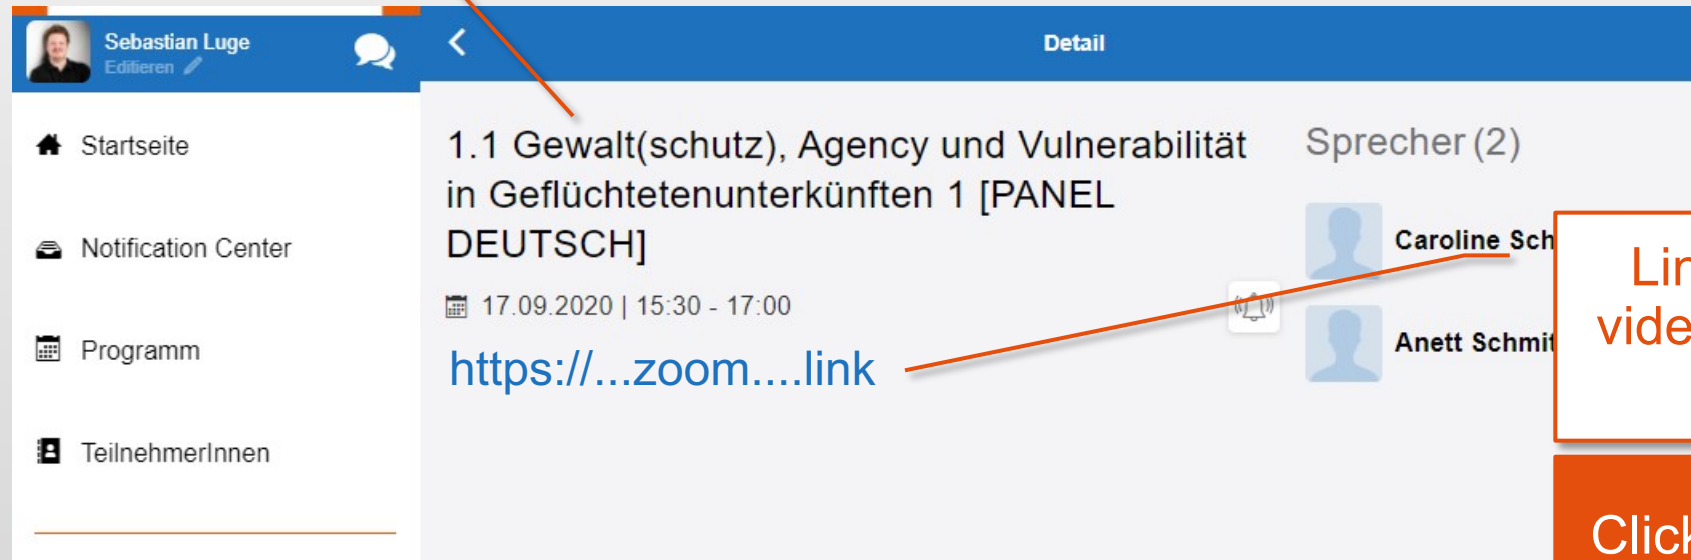 Sebastian Luge
Editieren
Detail
Startseite
Notification Center
Programm
TeilnehmerInnen
1.1 Gewalt(schutz), Agency und Vulnerabilität
in Geflüchtetenunterkünften 1 [PANEL
DEUTSCH]
17.09.2020 | 15:30 - 17:00
https://...zoom....link
Sprecher (2)
Caroline
Anett